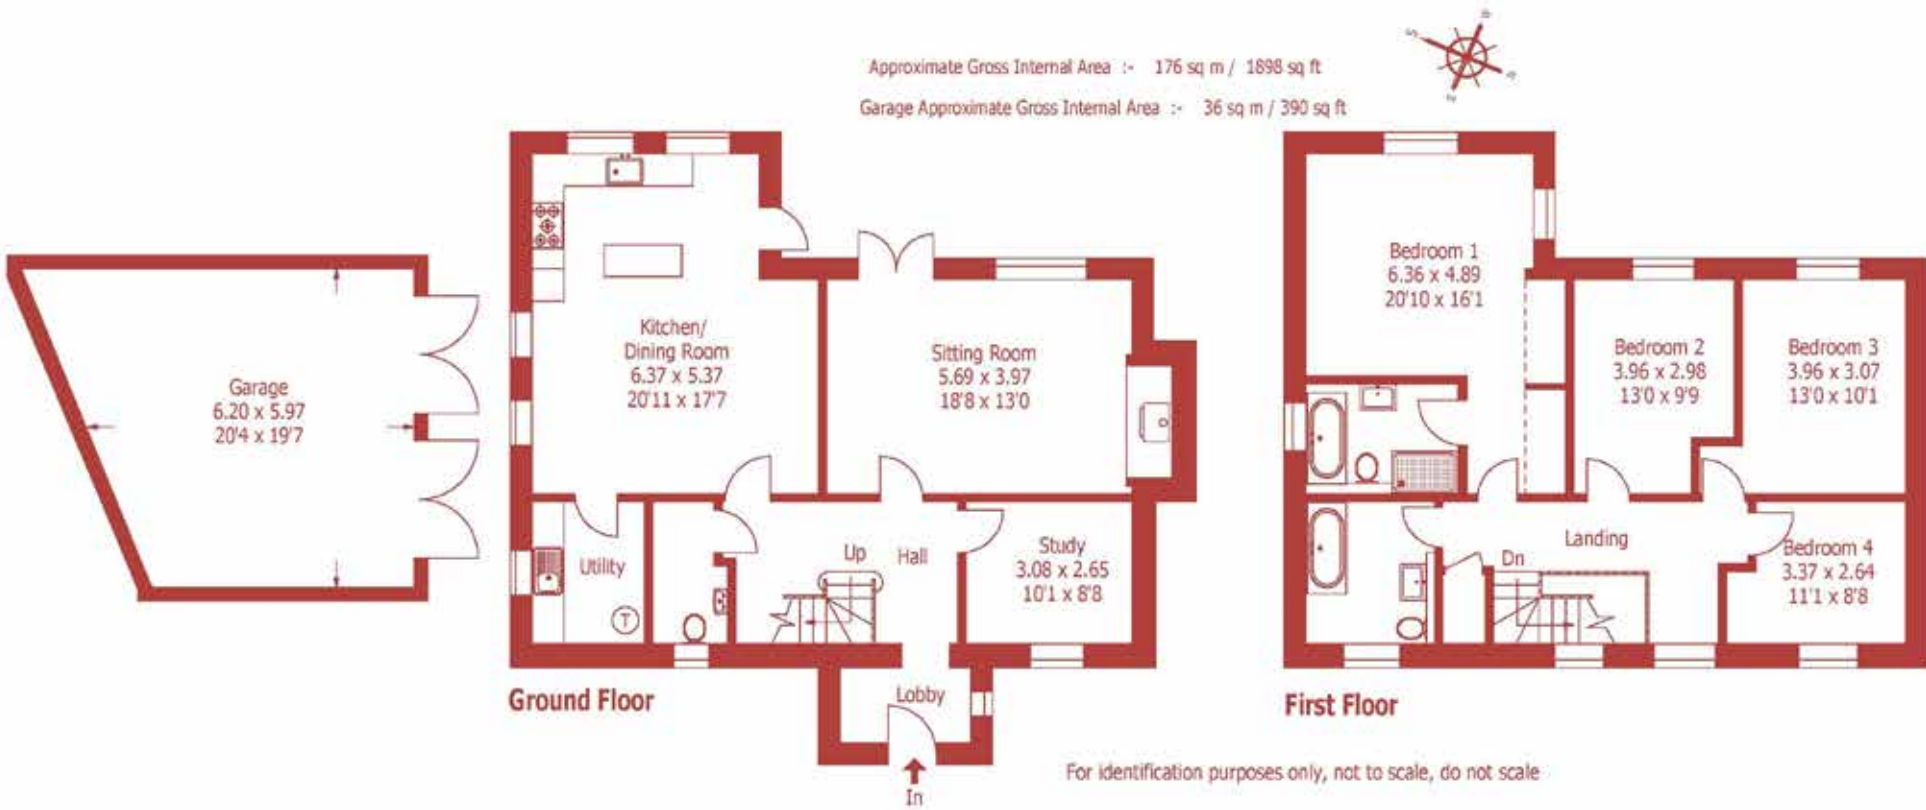 Approximate Gross Internal Area :- 176 sq m / 1898 sq ft
Garage Approximate Gross Internal Area :- 36 sq m / 390 sq ft
Garage
6.20 x 5.97
20'4 x 19'7
Kitchen/
Dining Room
6.37 x 5.37
20'11 x 17'7
Sitting Room
5.69 x 3.97
18'8 x 13'0
Utility
T
Up
Hall
Study
3.08 x 2.65
10'1 x 8'8
Lobby
In
Ground Floor
Bedroom 1
6.36 x 4.89
20'10 x 16'1
Bedroom 2
3.96 x 2.98
13'0 x 9'9
Bedroom 3
3.96 x 3.07
13'0 x 10'1
Landing
Dn
Bedroom 4
3.37 x 2.64
11'1 x 8'8
First Floor
For identification purposes only, not to scale, do not scale